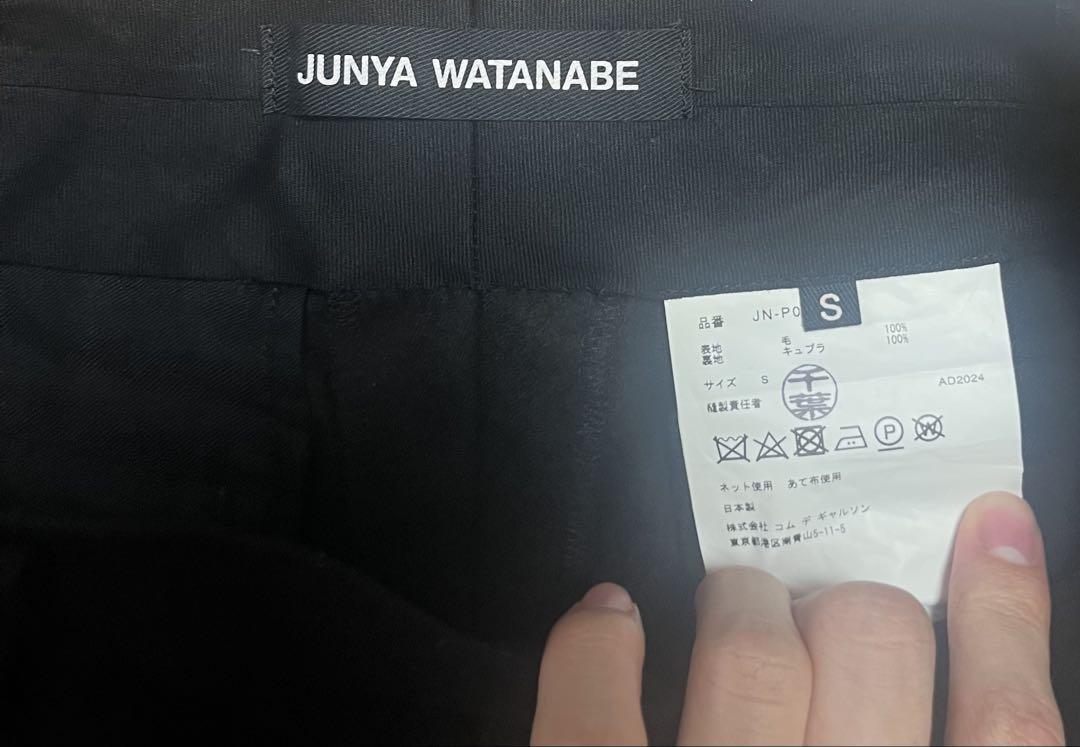 JUNYA WATANABE
S
品番 JN-P0
表地 毛 100%
裏地 キュプラ 100%
サイズ S
AD2024
縫製責任者 千葉
P W
ネット使用 あて布使用
日本製
株式会社 コム デ ギャルソン
東京都港区南青山5-11-5